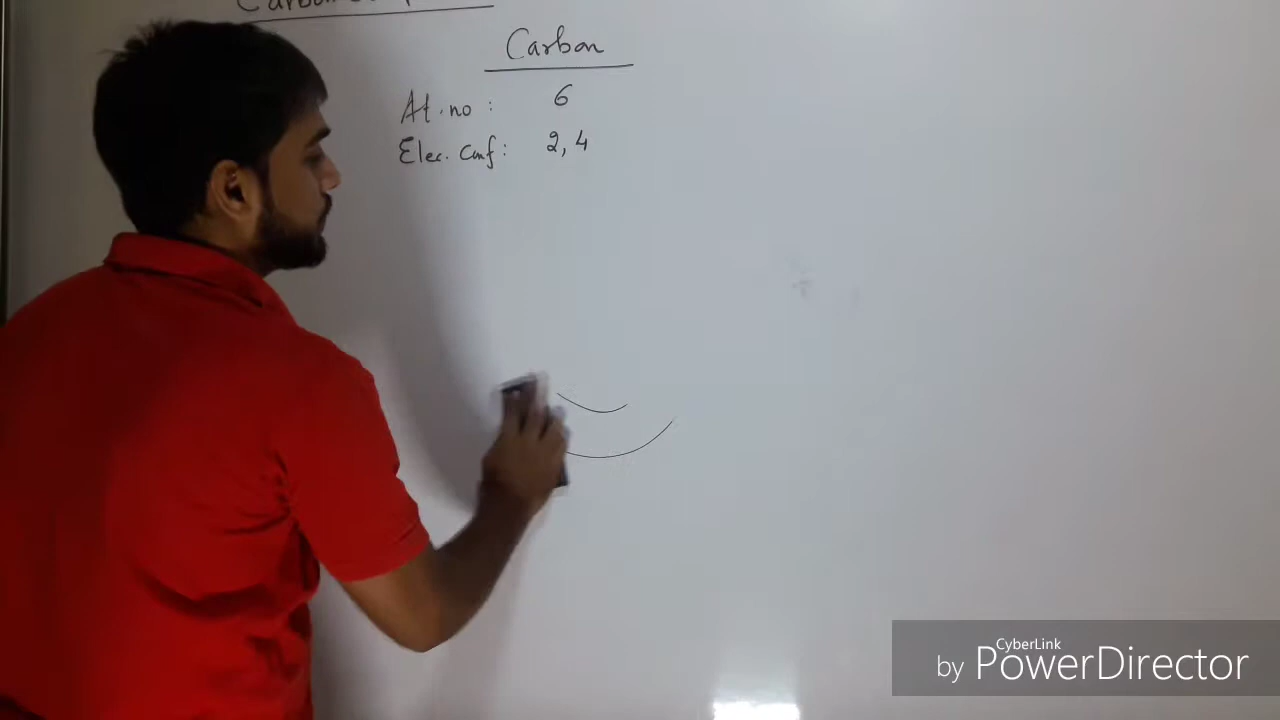 Carbon
At. no : 6
Elec. Conf : 2, 4
CyberLink
by PowerDirector